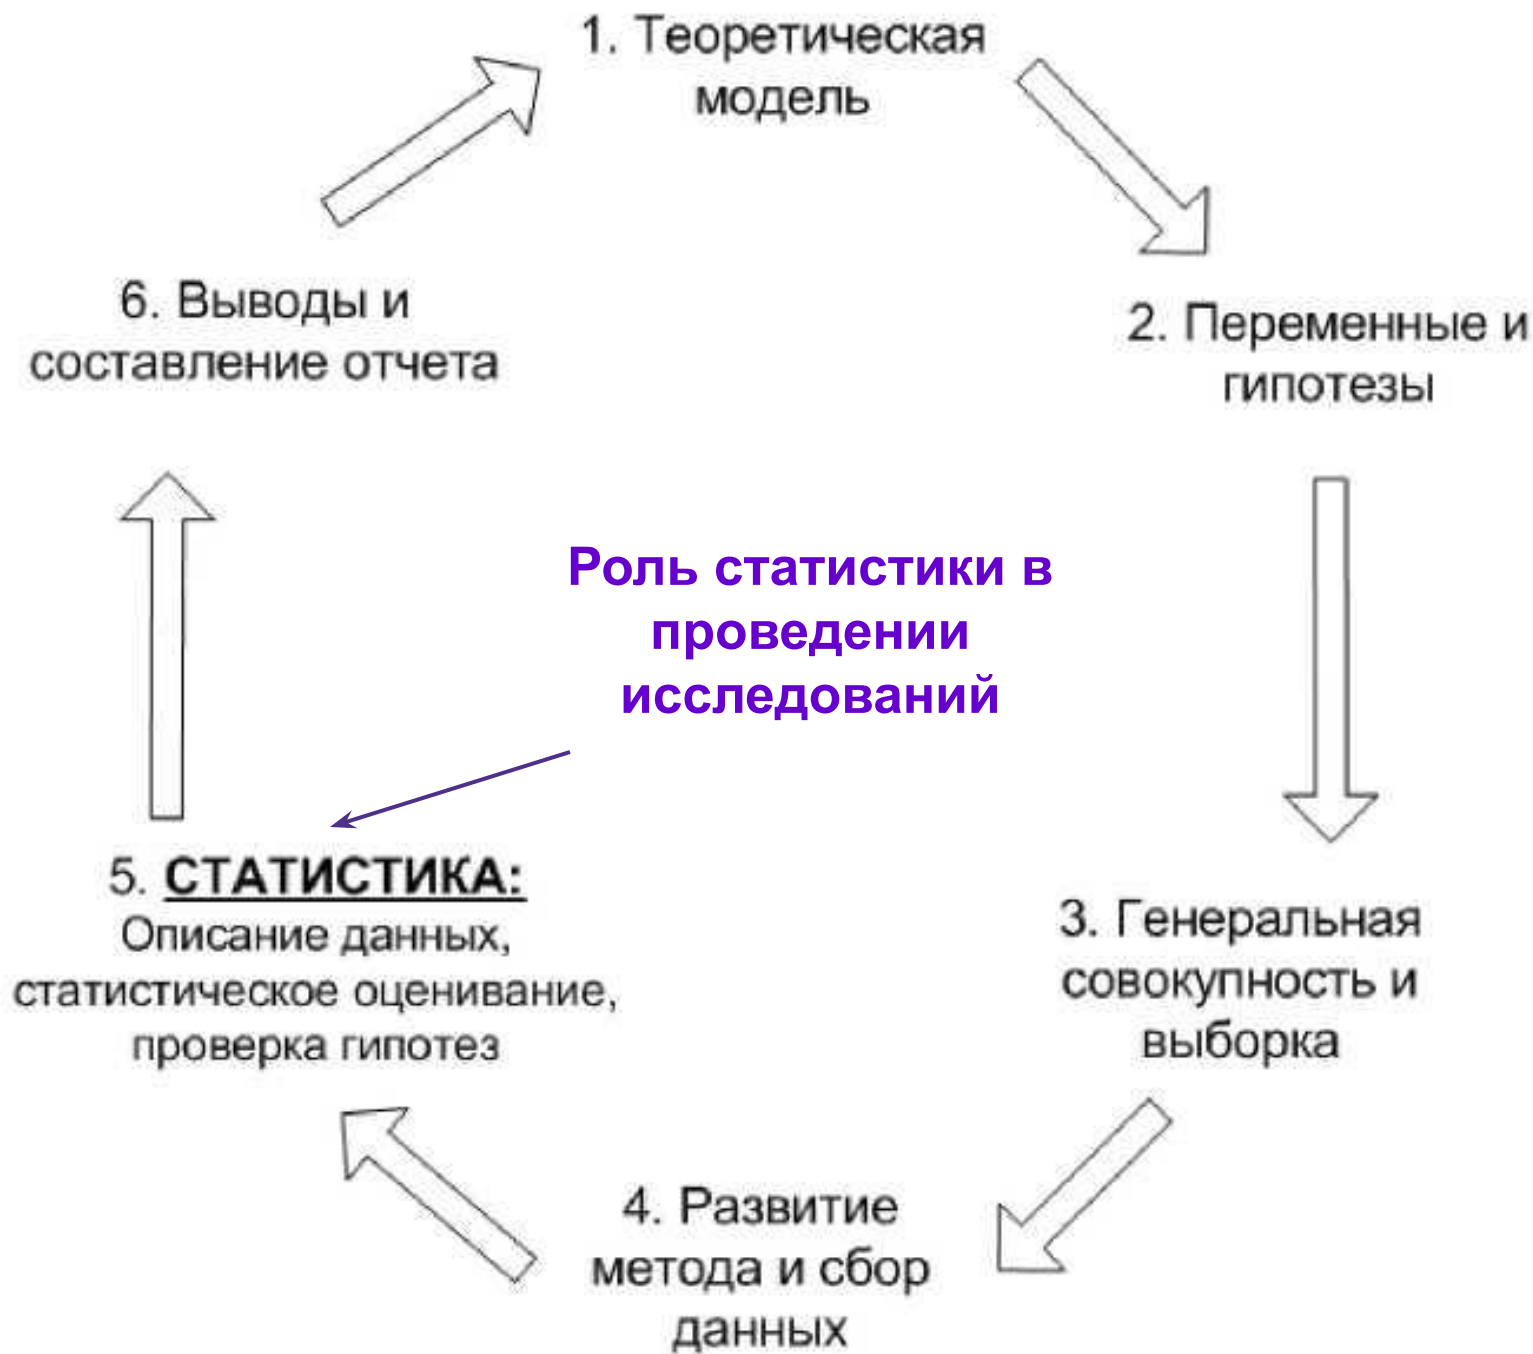 1. Теоретическая
модель
2. Переменные и
гипотезы
3. Генеральная
совокупность и
выборка
4. Развитие
метода и сбор
данных
5. СТАТИСТИКА:
Описание данных,
статистическое оценивание,
проверка гипотез
6. Выводы и
составление отчета
Роль статистики в
проведении
исследований